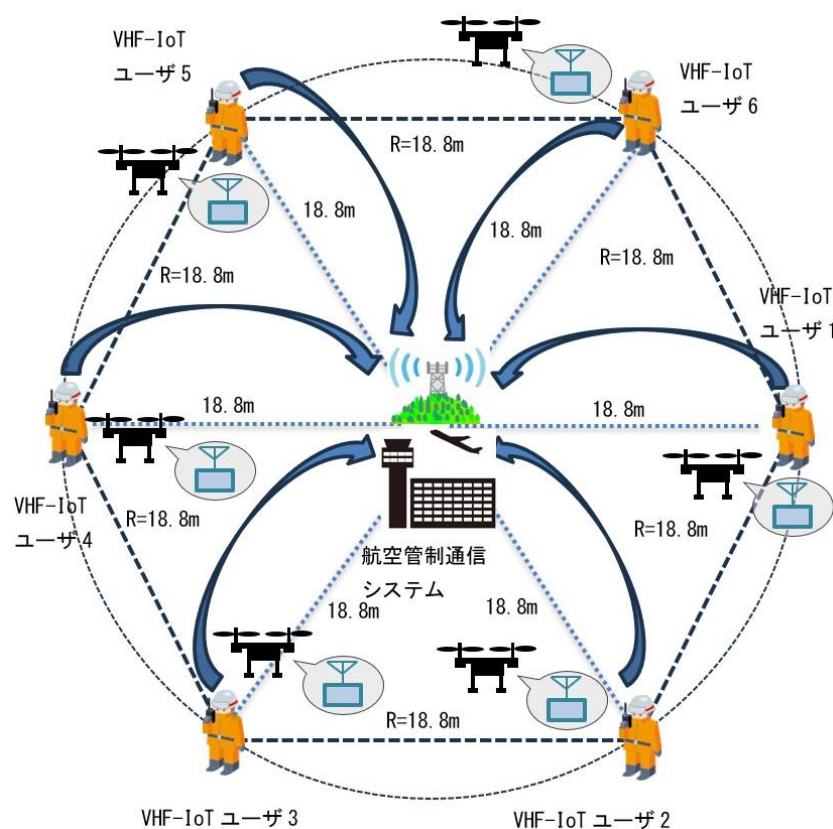 VHF-IoT
ユーザ5
VHF-IoT
ユーザ6
R=18.8m
18.8m
18.8m
R=18.8m
R=18.8m
VHF-IoT
ユーザ1
18.8m
18.8m
VHF-IoT
ユーザ4
R=18.8m
R=18.8m
航空管制通信
システム
18.8m
18.8m
R=18.8m
VHF-IoT ユーザ3
VHF-IoT ユーザ2